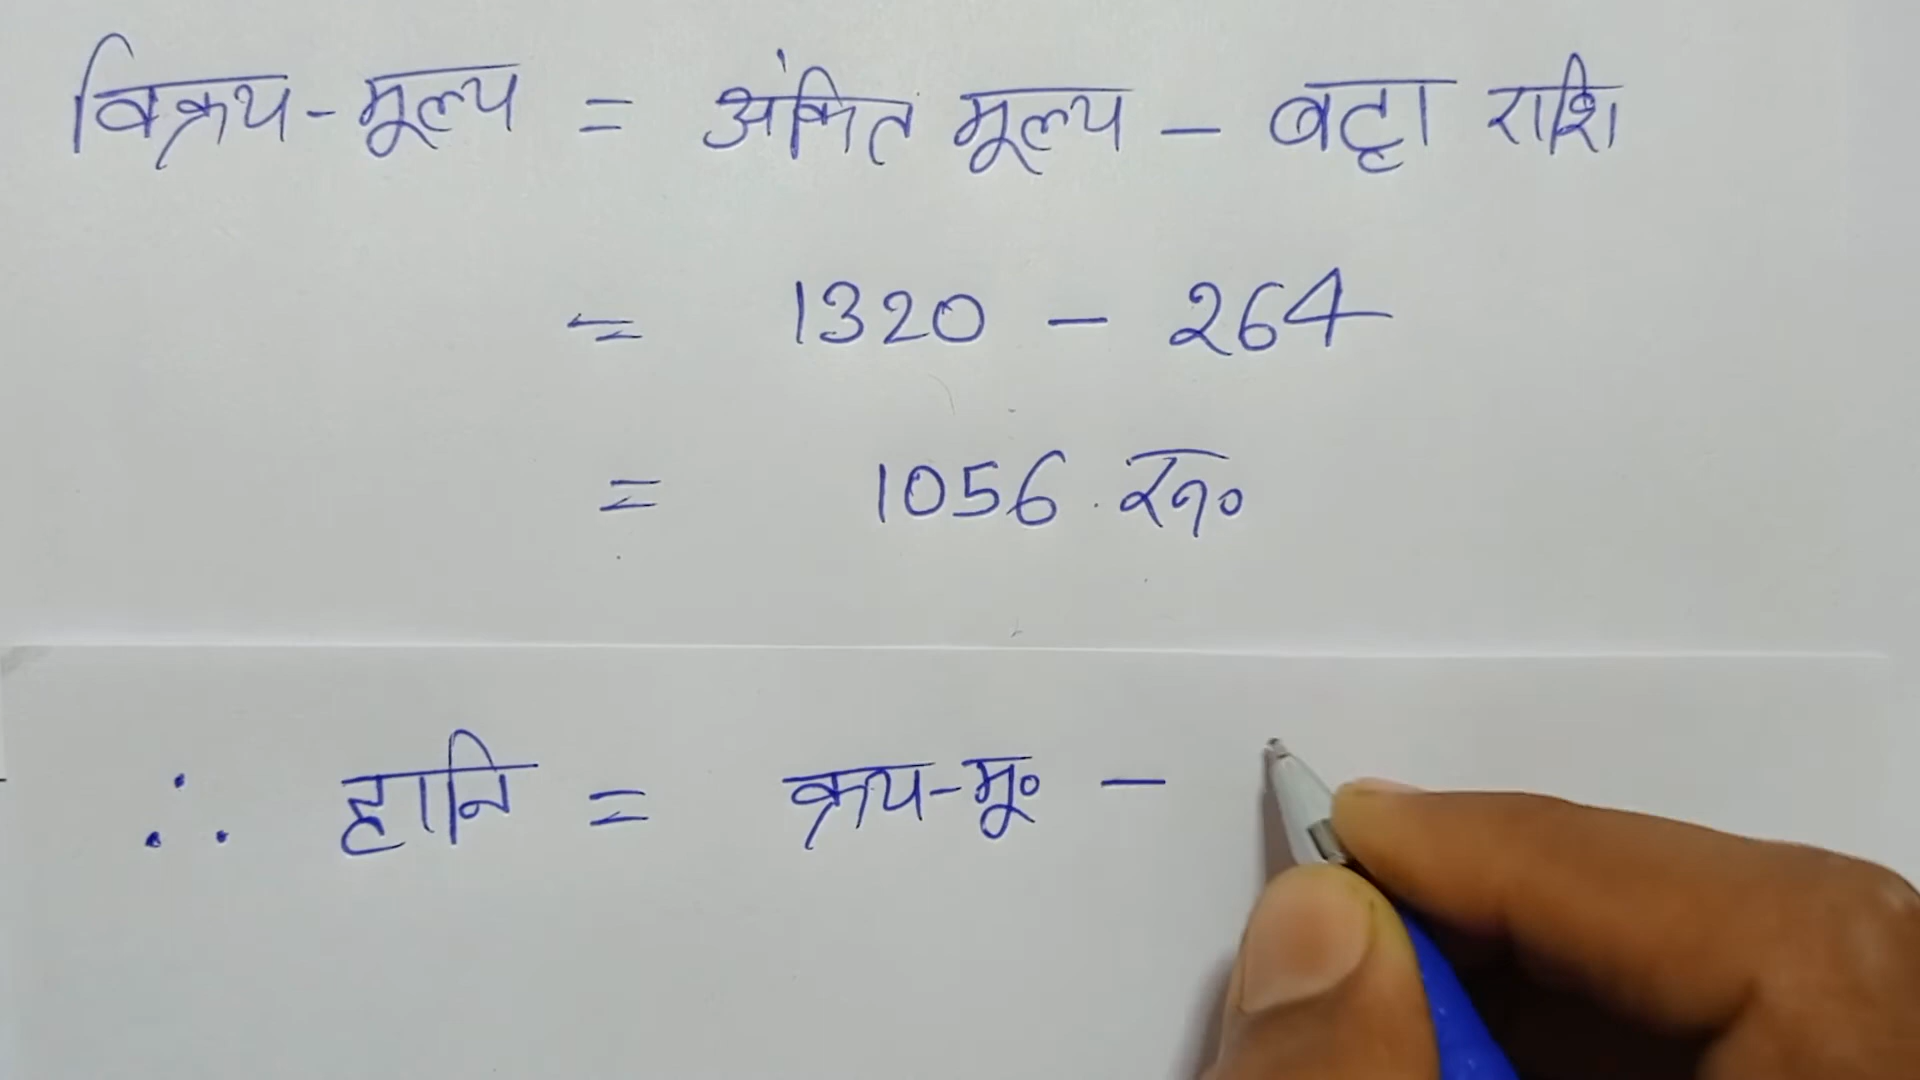 विक्रय-मूल्य = अंकित मूल्य - बट्टा राशि
= 1320 - 264
= 1056 रू०
∴ हानि = क्रय-मू० -